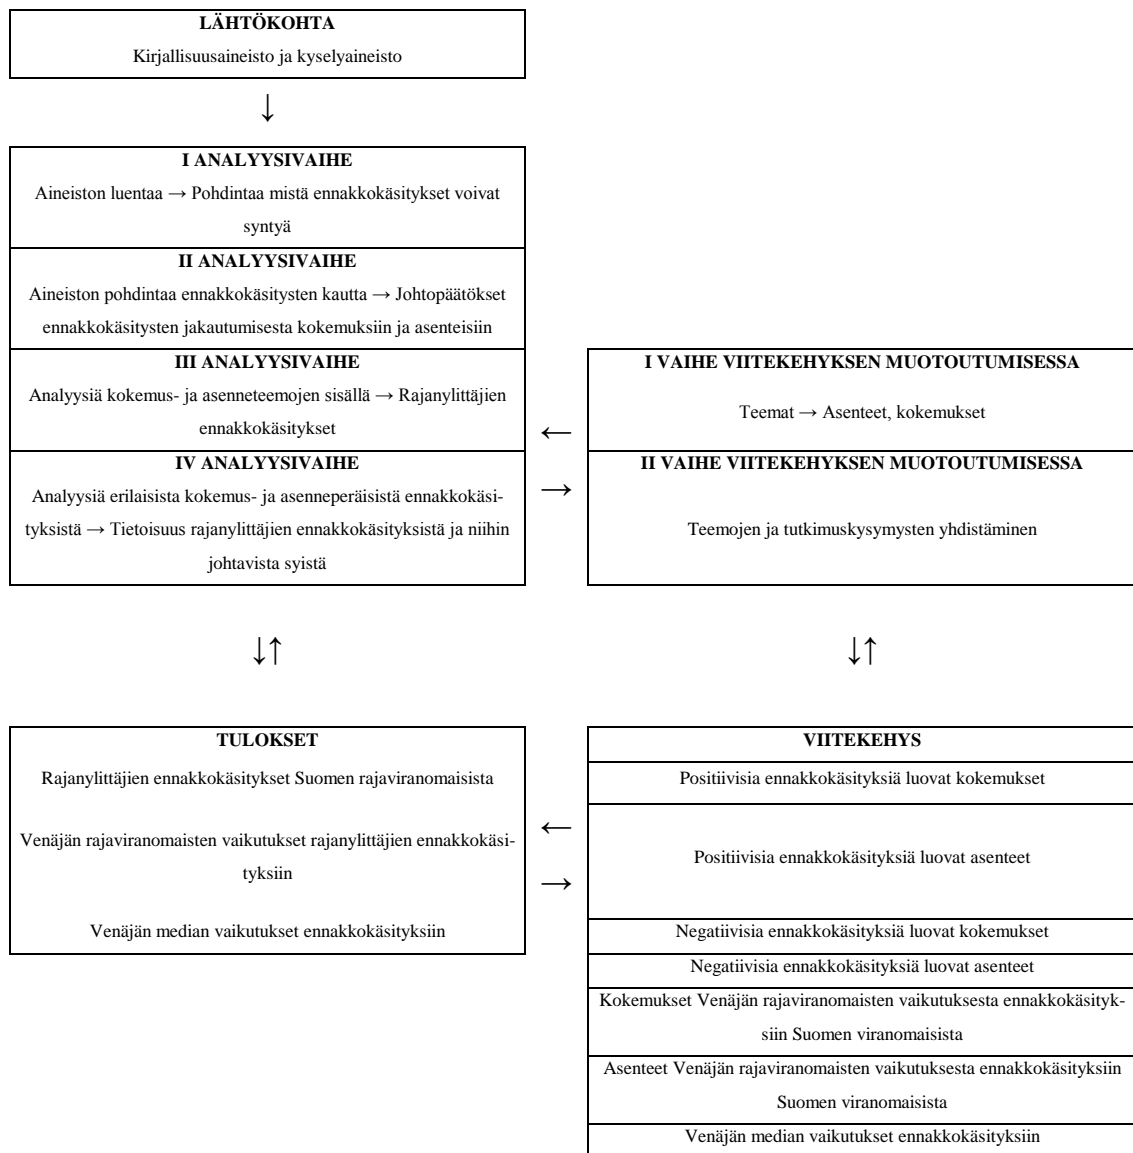 LÄHTÖKOHTA
Kirjallisuusaineisto ja kyselyaineisto
↓
I ANALYYSIVAIHE
Aineiston luentaa → Pohdintaa mistä ennakkokäsitykset voivat
syntyä
II ANALYYSIVAIHE
Aineiston pohdintaa ennakkokäsitysten kautta → Johtopäätökset
ennakkokäsitysten jakautumisesta kokemuksiin ja asenteisiin
III ANALYYSIVAIHE
Analyysiä kokemus- ja asenneteemojen sisällä → Rajanylittäjien
ennakkokäsitykset
IV ANALYYSIVAIHE
Analyysiä erilaisista kokemus- ja asenneperäisistä ennakkokäsi-
tyksistä → Tietoisuus rajanylittäjien ennakkokäsityksistä ja niihin
johtavista syistä
←
→
I VAIHE VIITEKEHYKSEN MUOTOUTUMISESSA
Teemat → Asenteet, kokemukset
II VAIHE VIITEKEHYKSEN MUOTOUTUMISESSA
Teemojen ja tutkimuskysymysten yhdistäminen
↓↑
↓↑
TULOKSET
Rajanylittäjien ennakkokäsitykset Suomen rajaviranomaisista
Venäjän rajaviranomaisten vaikutukset rajanylittäjien ennakkokäsi-
tyksiin
Venäjän median vaikutukset ennakkokäsityksiin
←
→
VIITEKEHYS
Positiivisia ennakkokäsityksiä luovat kokemukset
Positiivisia ennakkokäsityksiä luovat asenteet
Negatiivisia ennakkokäsityksiä luovat kokemukset
Negatiivisia ennakkokäsityksiä luovat asenteet
Kokemukset Venäjän rajaviranomaisten vaikutuksesta ennakkokäsityk-
siin Suomen viranomaisista
Asenteet Venäjän rajaviranomaisten vaikutuksesta ennakkokäsityksiin
Suomen viranomaisista
Venäjän median vaikutukset ennakkokäsityksiin